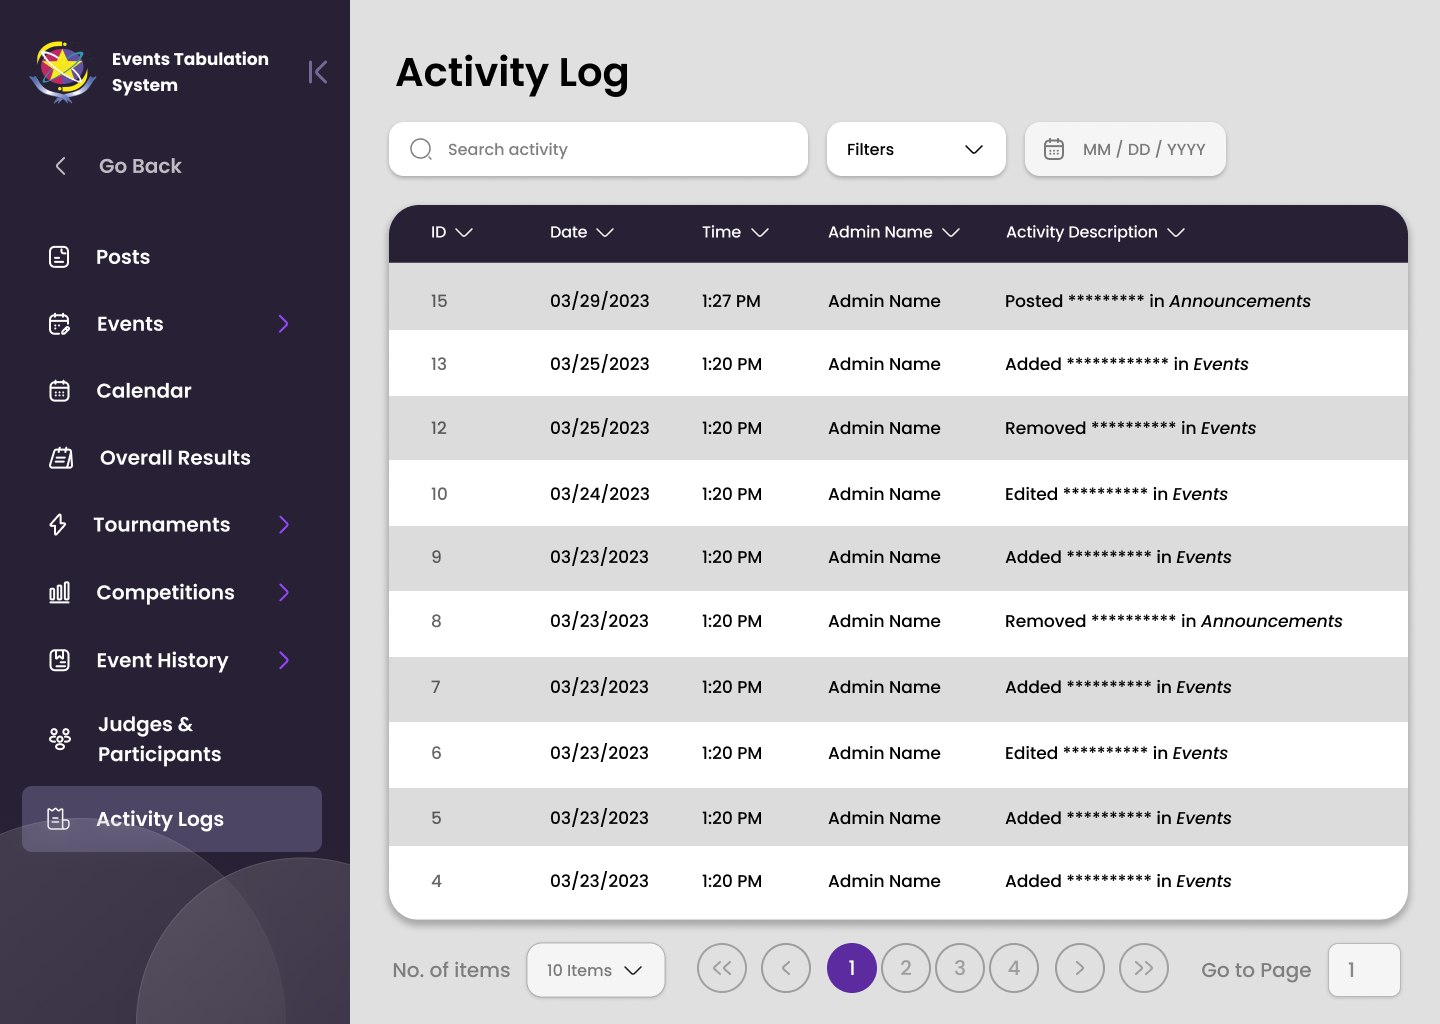 Events Tabulation
System
Go Back
Posts
Events
Calendar
Overall Results
Tournaments
Competitions
Event History
Judges &
Participants
Activity Logs
Activity Log
Search activity
Filters
MM / DD / YYYY
ID Date Time Admin Name Activity Description
15 03/29/2023 1:27 PM Admin Name Posted ********* in Announcements
13 03/25/2023 1:20 PM Admin Name Added ************ in Events
12 03/25/2023 1:20 PM Admin Name Removed ********** in Events
10 03/24/2023 1:20 PM Admin Name Edited ********** in Events
9 03/23/2023 1:20 PM Admin Name Added ********** in Events
8 03/23/2023 1:20 PM Admin Name Removed ********** in Announcements
7 03/23/2023 1:20 PM Admin Name Added ********** in Events
6 03/23/2023 1:20 PM Admin Name Edited ********** in Events
5 03/23/2023 1:20 PM Admin Name Added ********** in Events
4 03/23/2023 1:20 PM Admin Name Added ********** in Events
No. of items 10 Items 1 2 3 4 Go to Page 1